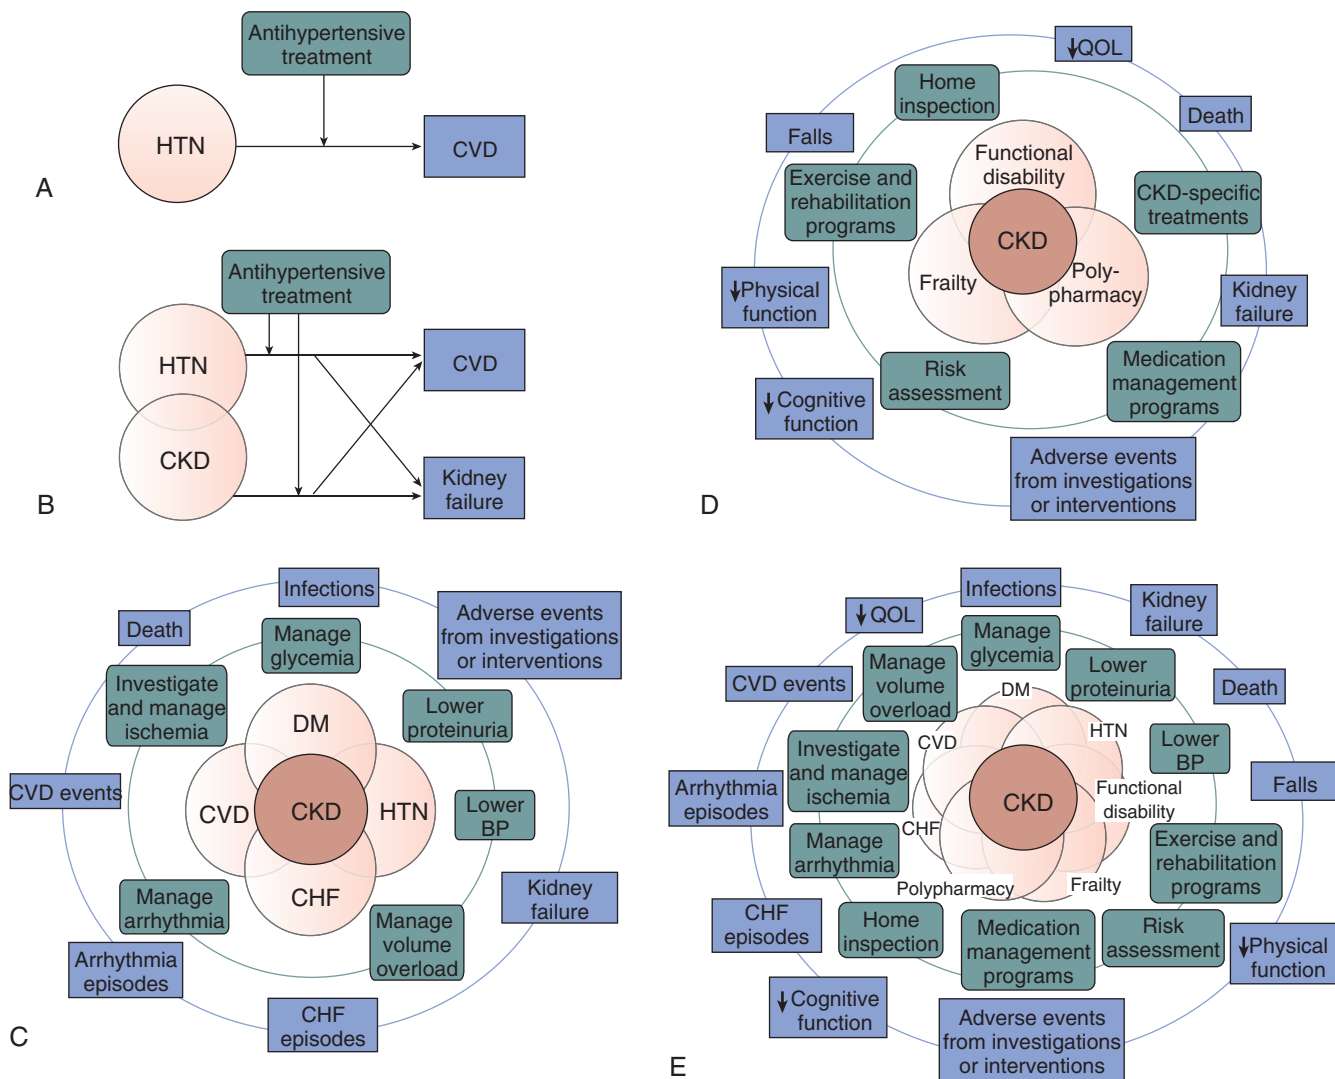 Antihypertensive
treatment
HTN
CVD
A
Antihypertensive
treatment
HTN
CKD
CVD
Kidney
failure
B
Infections
Death
Adverse events
from investigations
or interventions
Manage
glycemia
Investigate
and manage
ischemia
Lower
proteinuria
DM
CVD events
CVD
CKD
HTN
Lower
BP
CHF
Manage
arrhythmia
Manage
volume
overload
Kidney
failure
Arrhythmia
episodes
CHF
episodes
C
↓QOL
Home
inspection
Death
Falls
Functional
disability
Exercise and
rehabilitation
programs
CKD-specific
treatments
CKD
Frailty
Poly-
pharmacy
↓Physical
function
Kidney
failure
Risk
assessment
Medication
management
programs
↓Cognitive
function
Adverse events
from investigations
or interventions
D
Infections
↓QOL
Kidney
failure
Manage
glycemia
Manage
volume
overload
Lower
proteinuria
CVD events
Death
DM
HTN
CVD
Lower
BP
Investigate
and manage
ischemia
Arrhythmia
episodes
CKD
Functional
disability
Falls
CHF
Manage
arrhythmia
Exercise and
rehabilitation
programs
Polypharmacy
Frailty
CHF
episodes
Home
inspection
Medication
management
programs
Risk
assessment
↓Physical
function
↓Cognitive
function
Adverse events
from investigations
or interventions
E